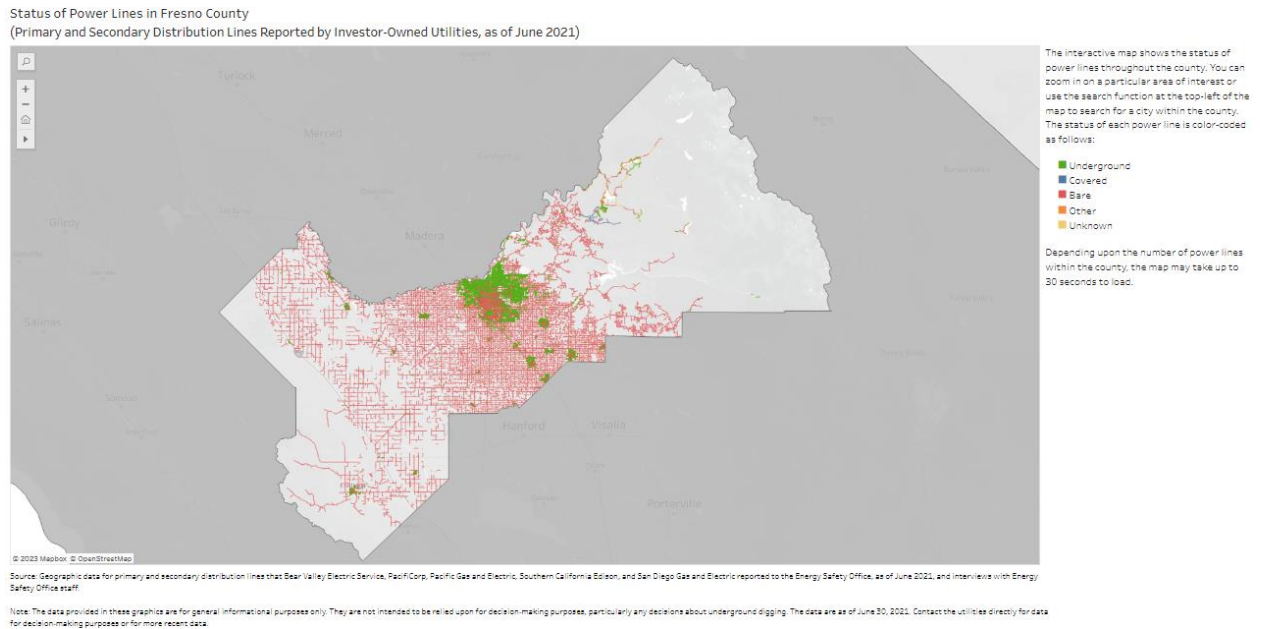 Status of Power Lines in Fresno County
(Primary and Secondary Distribution Lines Reported by Investor-Owned Utilities, as of June 2021)
The interactive map shows the status of
power lines throughout the county. You can
zoom in on a particular area of interest or
use the search function at the top-left of the
map to search for a city within the county.
The status of each power line is color-coded
as follows:
Underground
Covered
Bare
Other
Unknown
Depending upon the number of power lines
within the county, the map may take up to
30 seconds to load.
Turlock
Merced
Gilroy
Madera
Salinas
Hanford
Visalia
Porterville
© 2023 Mapbox © OpenStreetMap
Source: Geographic data for primary and secondary distribution lines that Bear Valley Electric Service, PacifiCorp, Pacific Gas and Electric, Southern California Edison, and San Diego Gas and Electric reported to the Energy Safety Office, as of June 2021, and interviews with Energy
Safety Office staff.
Note: The data provided in these graphics are for general informational purposes only. They are not intended to be relied upon for decision-making purposes, particularly any decisions about underground digging. The data are as of June 30, 2021. Contact the utilities directly for data
for decision-making purposes or for more recent data.